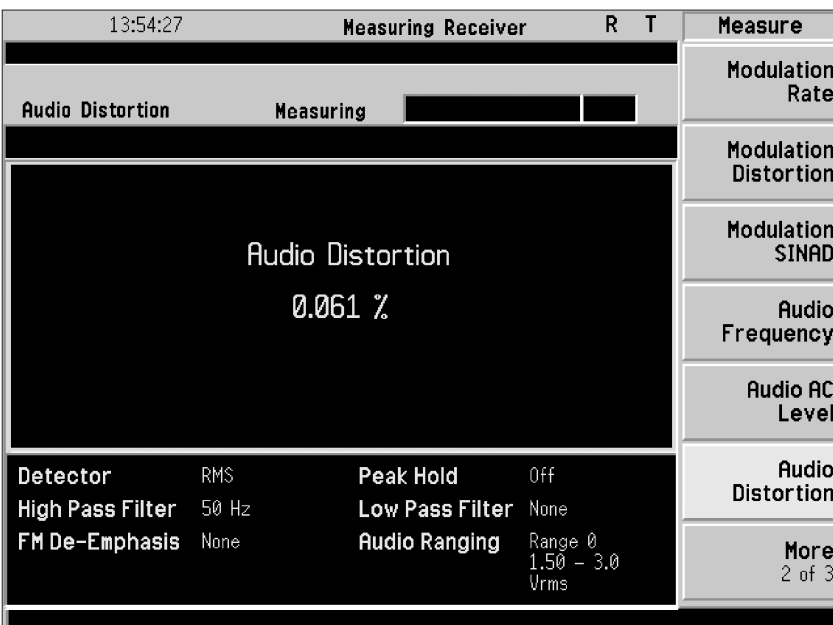 13:54:27 Measuring Receiver R T
Audio Distortion Measuring
Audio Distortion
0.061 %
Detector RMS Peak Hold Off
High Pass Filter 50 Hz Low Pass Filter None
FM De-Emphasis None Audio Ranging Range 0
1.50 – 3.0
Vrms
Measure
Modulation
Rate
Modulation
Distortion
Modulation
SINAD
Audio
Frequency
Audio AC
Level
Audio
Distortion
More
2 of 3